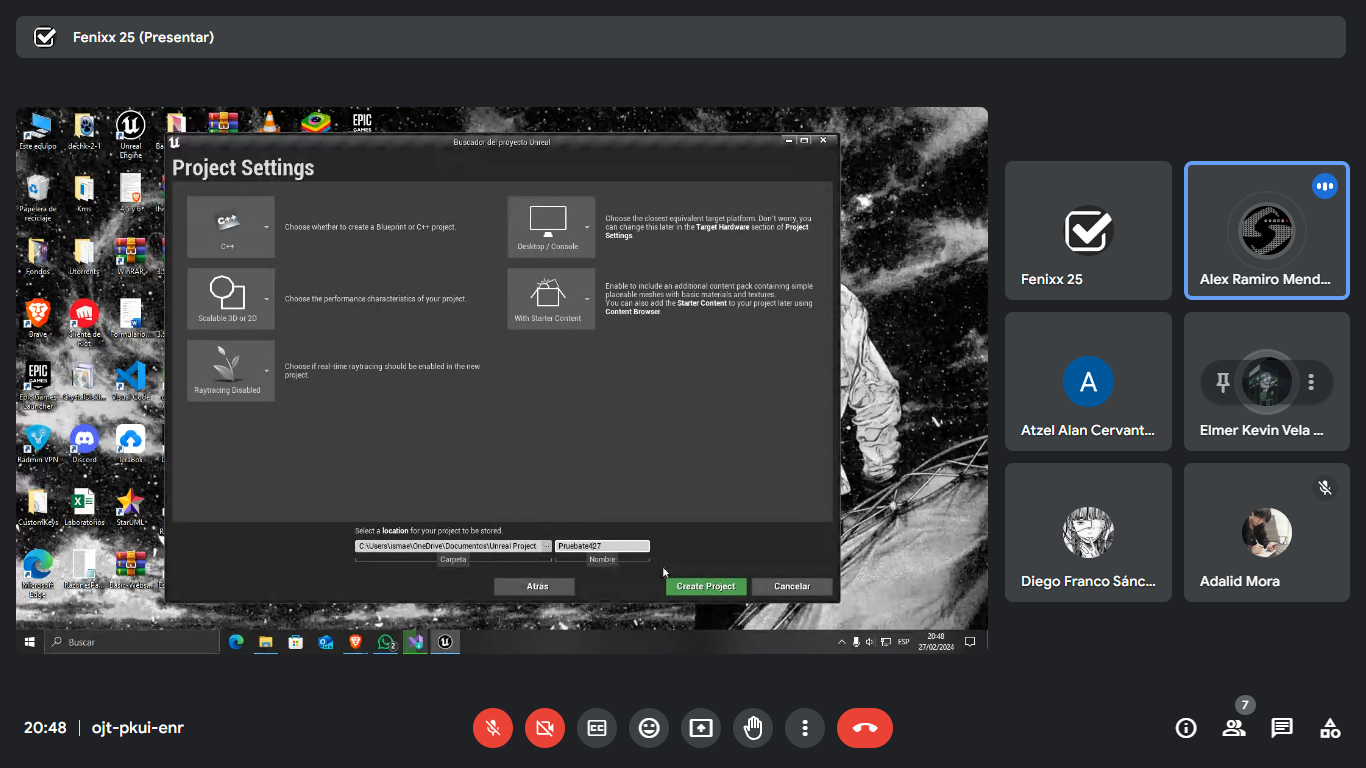 Fenixx 25 (Presentar)
Este equipo
dechk-2-1
Unreal Engine
EPIC GAMES
Papelera de reciclaje
Kms
Fondos
Utorrents
WinRAR
Brave
Formulario...
EPIC GAMES
Epic Games Launcher
Visual Code
Radmin VPN
Discord
TeraBox
CustomKeys
Laboratorios
StarUML
Microsoft Edge
Buscador del proyecto Unreal
Project Settings
C++
Choose whether to create a Blueprint or C++ project.
Desktop / Console
Choose the closest equivalent target platform. Don't worry, you
can change this later in the Target Hardware section of Project
Settings.
Scalable 3D or 2D
Choose the performance characteristics of your project.
With Starter Content
Enable to include an additional content pack containing simple
placeable meshes with basic materials and textures.
You can also add the Starter Content to your project later using
Content Browser.
Raytracing Disabled
Choose if real-time raytracing should be enabled in the new
project.
Select a location for your project to be stored.
C:\Users\ismae\OneDrive\Documentos\Unreal Project
...
Pruebate427
Carpeta
Nombre
Atrás
Create Project
Cancelar
Buscar
2
ESP
20:48
27/02/2024
Fenixx 25
Alex Ramiro Mend...
A
Atzel Alan Cervant...
Elmer Kevin Vela ...
Diego Franco Sánc...
Adalid Mora
20:48
ojt-pkui-enr
CC
7